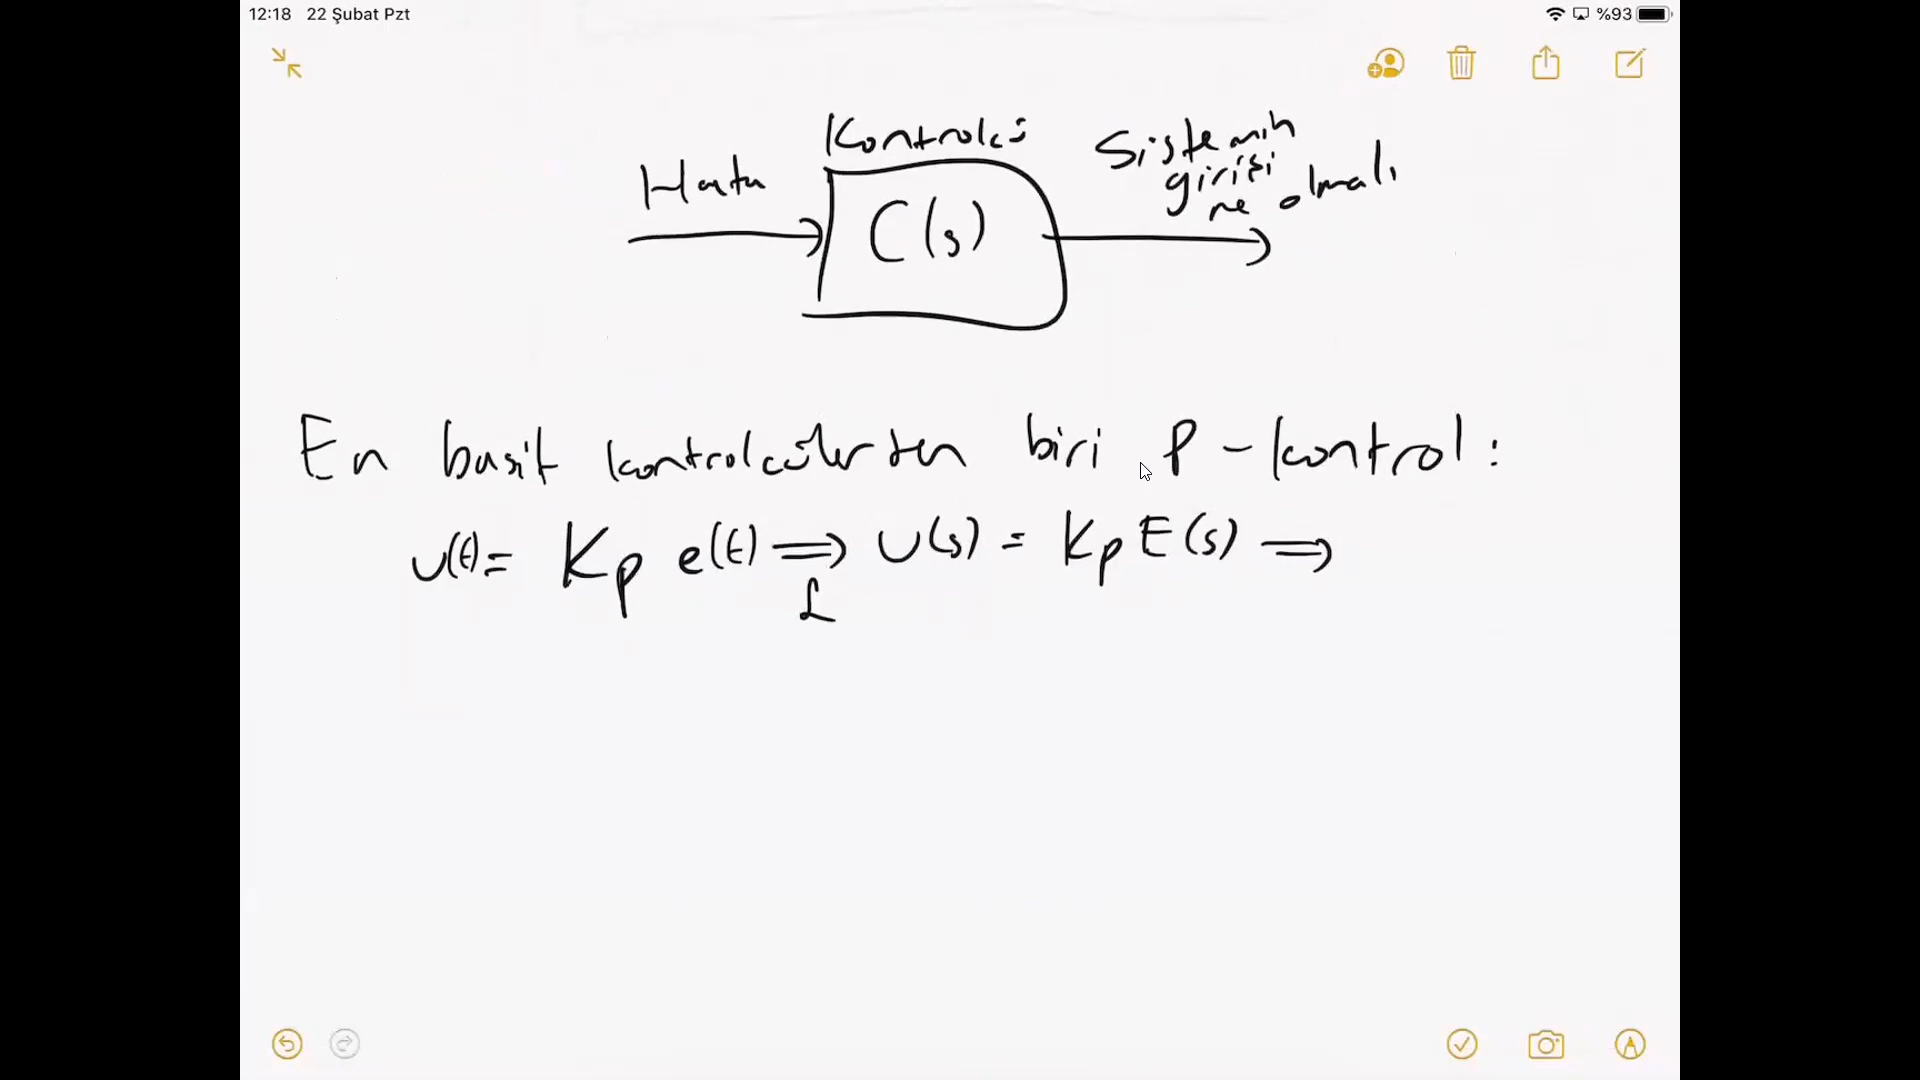 12:18 22 Şubat Pzt %93
Kontrolcü
Hata
Sistemin
girişi
ne olmalı
C(s)
En basit kontrolcülerden biri P-kontrol:
u(t) = Kp e(t) ⟹ U(s) = Kp E(s) ⟹
ℒ